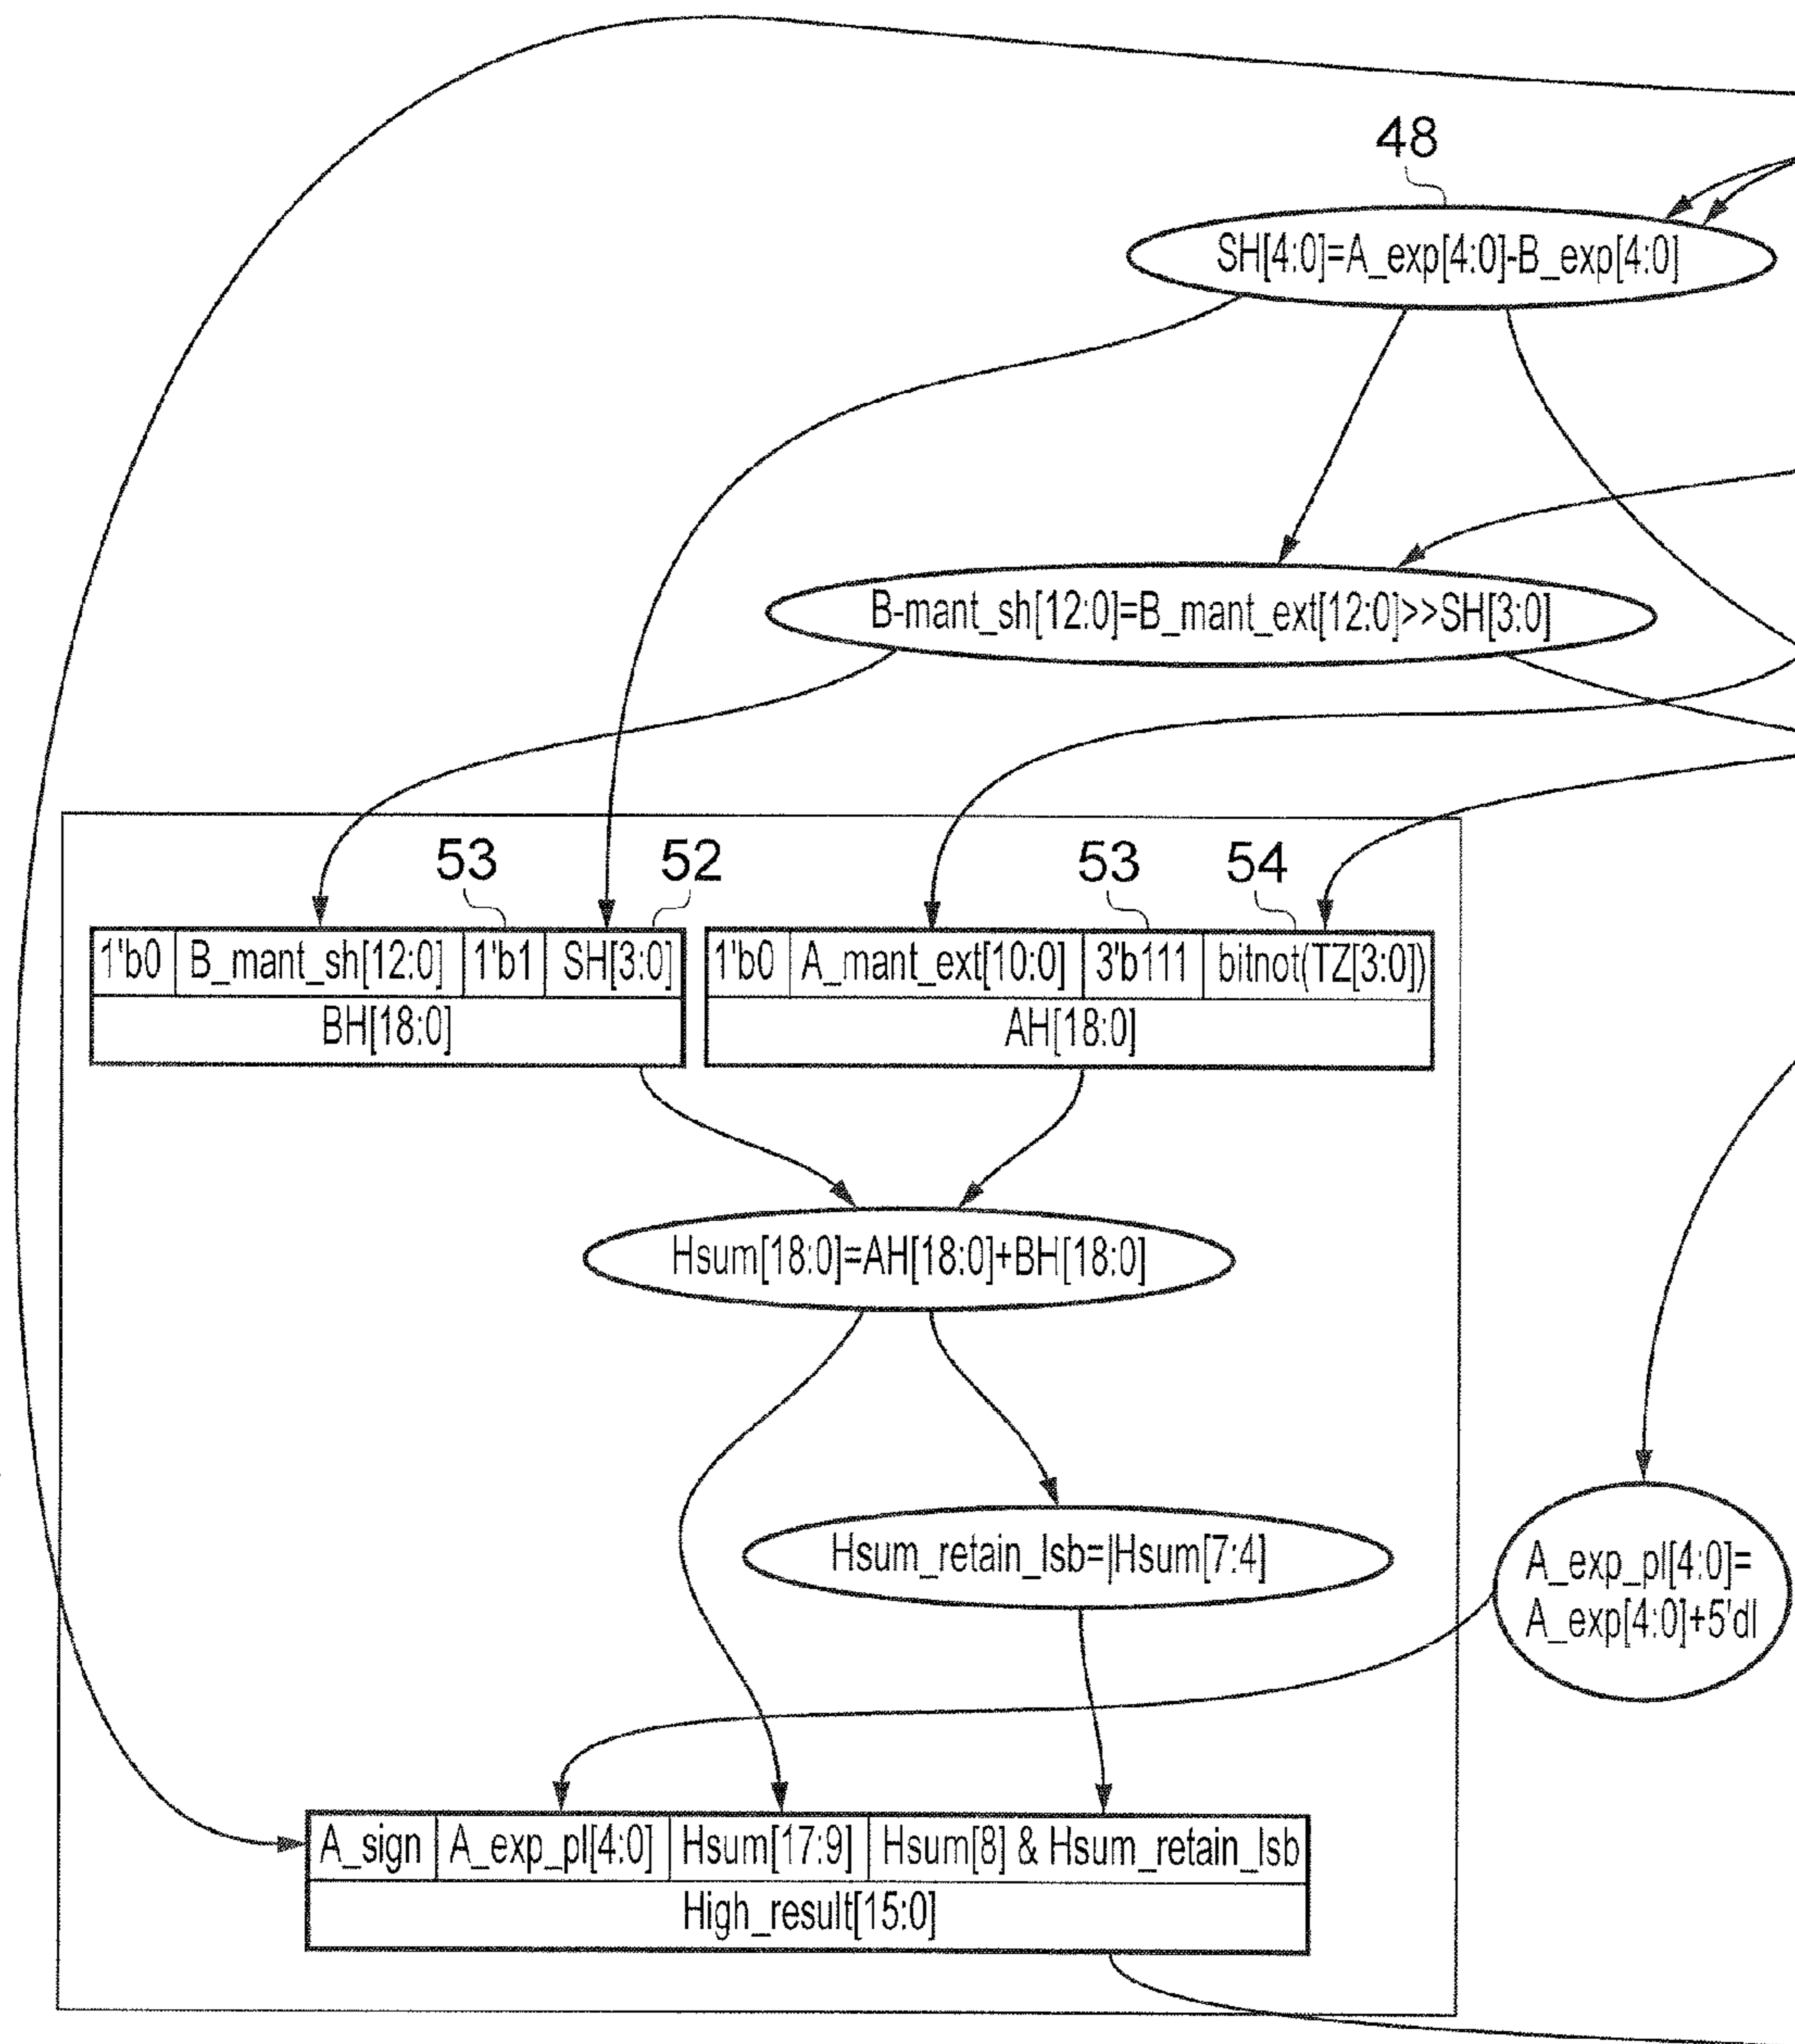 48
SH[4:0]=A_exp[4:0]-B_exp[4:0]
B-mant_sh[12:0]=B_mant_ext[12:0]>>SH[3:0]
53
52
53
54
1'b0 B_mant_sh[12:0] 1'b1 SH[3:0]
BH[18:0]
1'b0 A_mant_ext[10:0] 3'b111 bitnot(TZ[3:0])
AH[18:0]
Hsum[18:0]=AH[18:0]+BH[18:0]
Hsum_retain_lsb=|Hsum[7:4]
A_exp_pl[4:0]=
A_exp[4:0]+5'dl
A_sign A_exp_pl[4:0] Hsum[17:9] Hsum[8] & Hsum_retain_lsb
High_result[15:0]